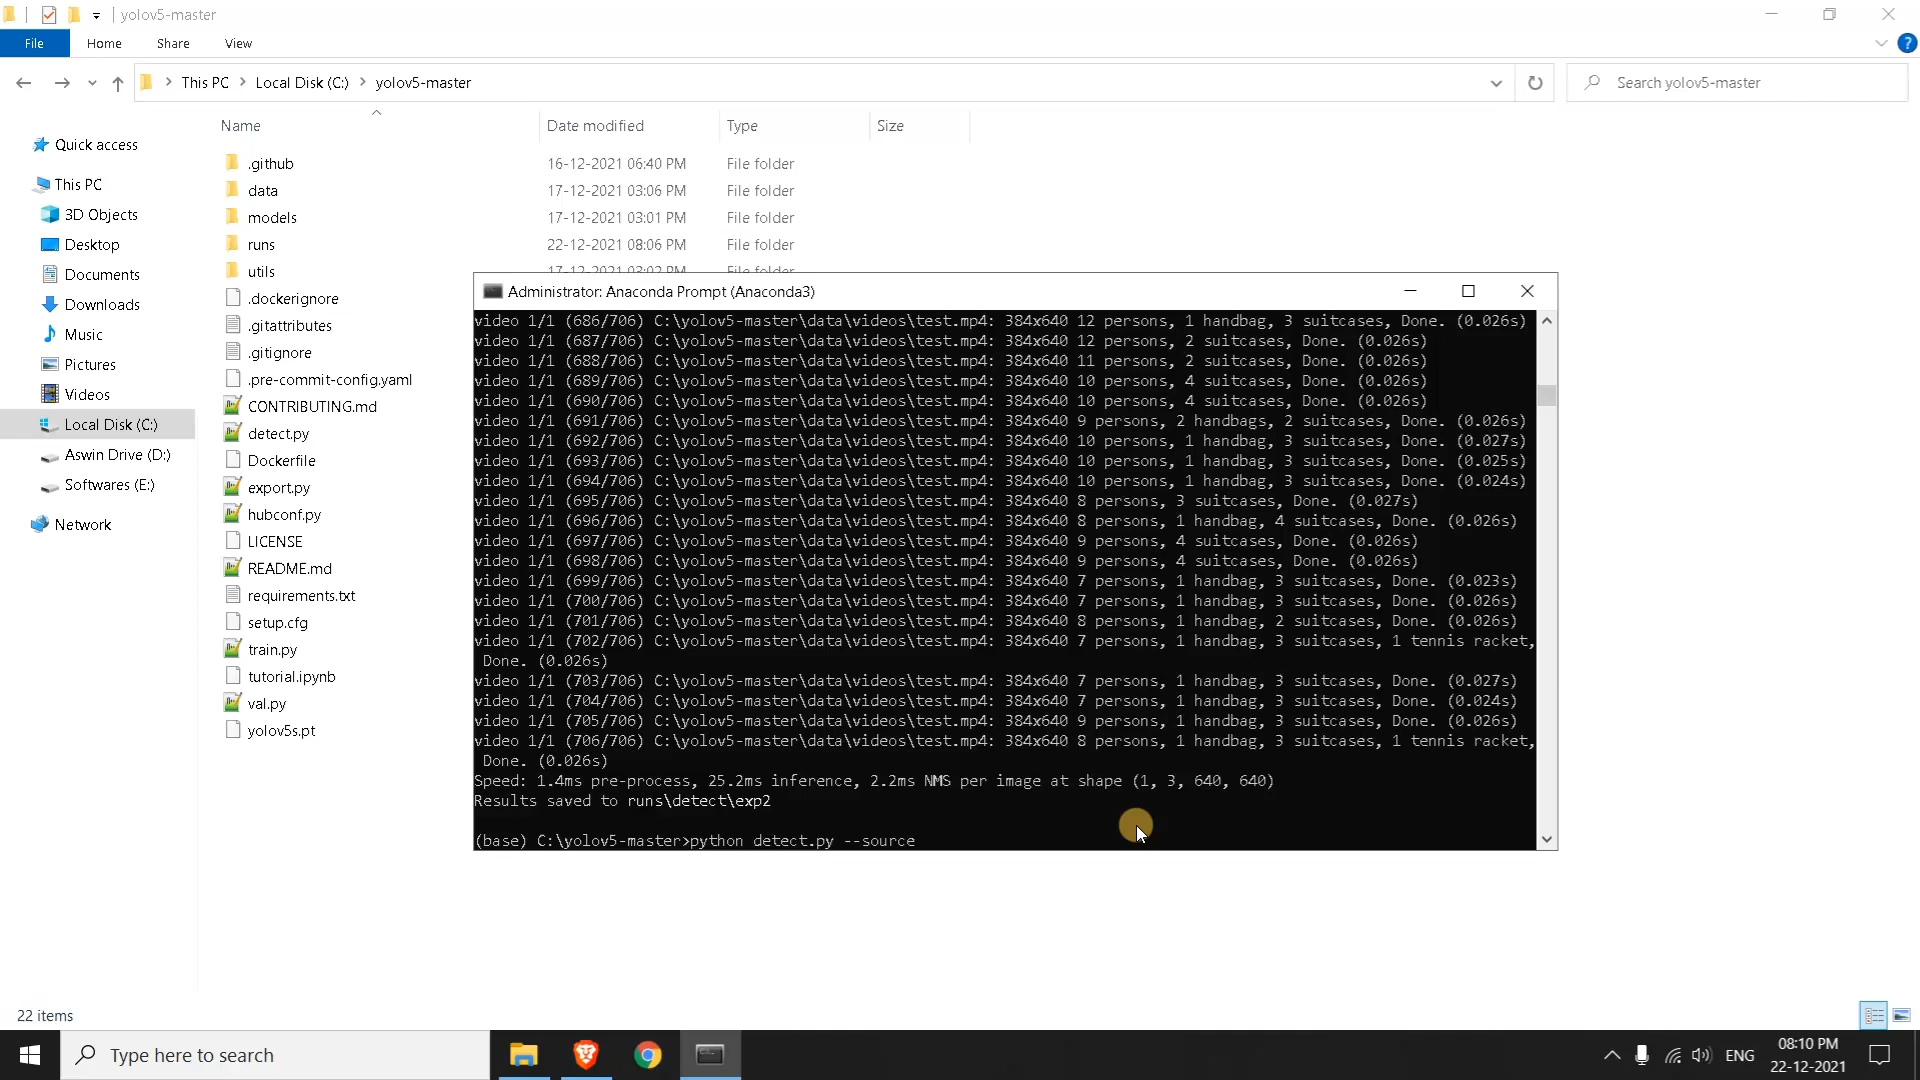 yolov5-master
File Home Share View
This PC Local Disk (C:) yolov5-master
Search yolov5-master
Name Date modified Type Size
Quick access
This PC
3D Objects
Desktop
Documents
Downloads
Music
Pictures
Videos
Local Disk (C:)
Aswin Drive (D:)
Softwares (E:)
Network
.github 16-12-2021 06:40 PM File folder
data 17-12-2021 03:06 PM File folder
models 17-12-2021 03:01 PM File folder
runs 22-12-2021 08:06 PM File folder
utils 17-12-2021 03:02 PM File folder
.dockerignore
.gitattributes
.gitignore
.pre-commit-config.yaml
CONTRIBUTING.md
detect.py
Dockerfile
export.py
hubconf.py
LICENSE
README.md
requirements.txt
setup.cfg
train.py
tutorial.ipynb
val.py
yolov5s.pt
Administrator: Anaconda Prompt (Anaconda3)
video 1/1 (686/706) C:\yolov5-master\data\videos\test.mp4: 384x640 12 persons, 1 handbag, 3 suitcases, Done. (0.026s)
video 1/1 (687/706) C:\yolov5-master\data\videos\test.mp4: 384x640 12 persons, 2 suitcases, Done. (0.026s)
video 1/1 (688/706) C:\yolov5-master\data\videos\test.mp4: 384x640 11 persons, 2 suitcases, Done. (0.026s)
video 1/1 (689/706) C:\yolov5-master\data\videos\test.mp4: 384x640 10 persons, 4 suitcases, Done. (0.026s)
video 1/1 (690/706) C:\yolov5-master\data\videos\test.mp4: 384x640 10 persons, 4 suitcases, Done. (0.026s)
video 1/1 (691/706) C:\yolov5-master\data\videos\test.mp4: 384x640 9 persons, 2 handbags, 2 suitcases, Done. (0.026s)
video 1/1 (692/706) C:\yolov5-master\data\videos\test.mp4: 384x640 10 persons, 1 handbag, 3 suitcases, Done. (0.027s)
video 1/1 (693/706) C:\yolov5-master\data\videos\test.mp4: 384x640 10 persons, 1 handbag, 3 suitcases, Done. (0.025s)
video 1/1 (694/706) C:\yolov5-master\data\videos\test.mp4: 384x640 10 persons, 1 handbag, 3 suitcases, Done. (0.024s)
video 1/1 (695/706) C:\yolov5-master\data\videos\test.mp4: 384x640 8 persons, 3 suitcases, Done. (0.027s)
video 1/1 (696/706) C:\yolov5-master\data\videos\test.mp4: 384x640 8 persons, 1 handbag, 4 suitcases, Done. (0.026s)
video 1/1 (697/706) C:\yolov5-master\data\videos\test.mp4: 384x640 9 persons, 4 suitcases, Done. (0.026s)
video 1/1 (698/706) C:\yolov5-master\data\videos\test.mp4: 384x640 9 persons, 4 suitcases, Done. (0.026s)
video 1/1 (699/706) C:\yolov5-master\data\videos\test.mp4: 384x640 7 persons, 1 handbag, 3 suitcases, Done. (0.023s)
video 1/1 (700/706) C:\yolov5-master\data\videos\test.mp4: 384x640 7 persons, 1 handbag, 3 suitcases, Done. (0.026s)
video 1/1 (701/706) C:\yolov5-master\data\videos\test.mp4: 384x640 8 persons, 1 handbag, 2 suitcases, Done. (0.026s)
video 1/1 (702/706) C:\yolov5-master\data\videos\test.mp4: 384x640 7 persons, 1 handbag, 3 suitcases, 1 tennis racket,
Done. (0.026s)
video 1/1 (703/706) C:\yolov5-master\data\videos\test.mp4: 384x640 7 persons, 1 handbag, 3 suitcases, Done. (0.027s)
video 1/1 (704/706) C:\yolov5-master\data\videos\test.mp4: 384x640 7 persons, 1 handbag, 3 suitcases, Done. (0.024s)
video 1/1 (705/706) C:\yolov5-master\data\videos\test.mp4: 384x640 9 persons, 1 handbag, 3 suitcases, Done. (0.026s)
video 1/1 (706/706) C:\yolov5-master\data\videos\test.mp4: 384x640 8 persons, 1 handbag, 3 suitcases, 1 tennis racket,
Done. (0.026s)
Speed: 1.4ms pre-process, 25.2ms inference, 2.2ms NMS per image at shape (1, 3, 640, 640)
Results saved to runs\detect\exp2
(base) C:\yolov5-master>python detect.py --source
22 items
Type here to search
ENG
08:10 PM
22-12-2021